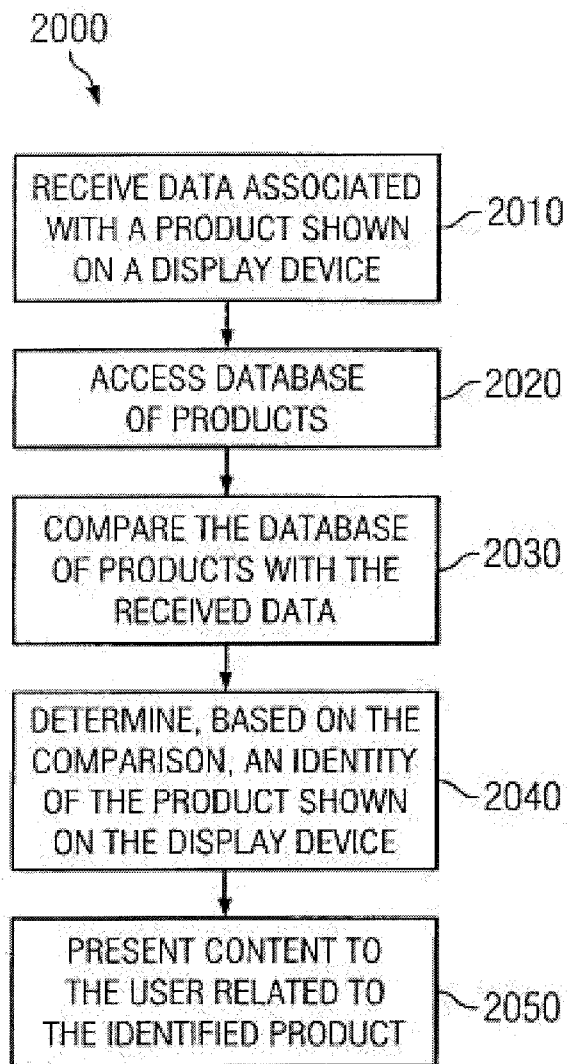 2000
RECEIVE DATA ASSOCIATED
WITH A PRODUCT SHOWN
ON A DISPLAY DEVICE
2010
ACCESS DATABASE
OF PRODUCTS
2020
COMPARE THE DATABASE
OF PRODUCTS WITH THE
RECEIVED DATA
2030
DETERMINE, BASED ON THE
COMPARISON, AN IDENTITY
OF THE PRODUCT SHOWN
ON THE DISPLAY DEVICE
2040
PRESENT CONTENT TO
THE USER RELATED TO
THE IDENTIFIED PRODUCT
2050